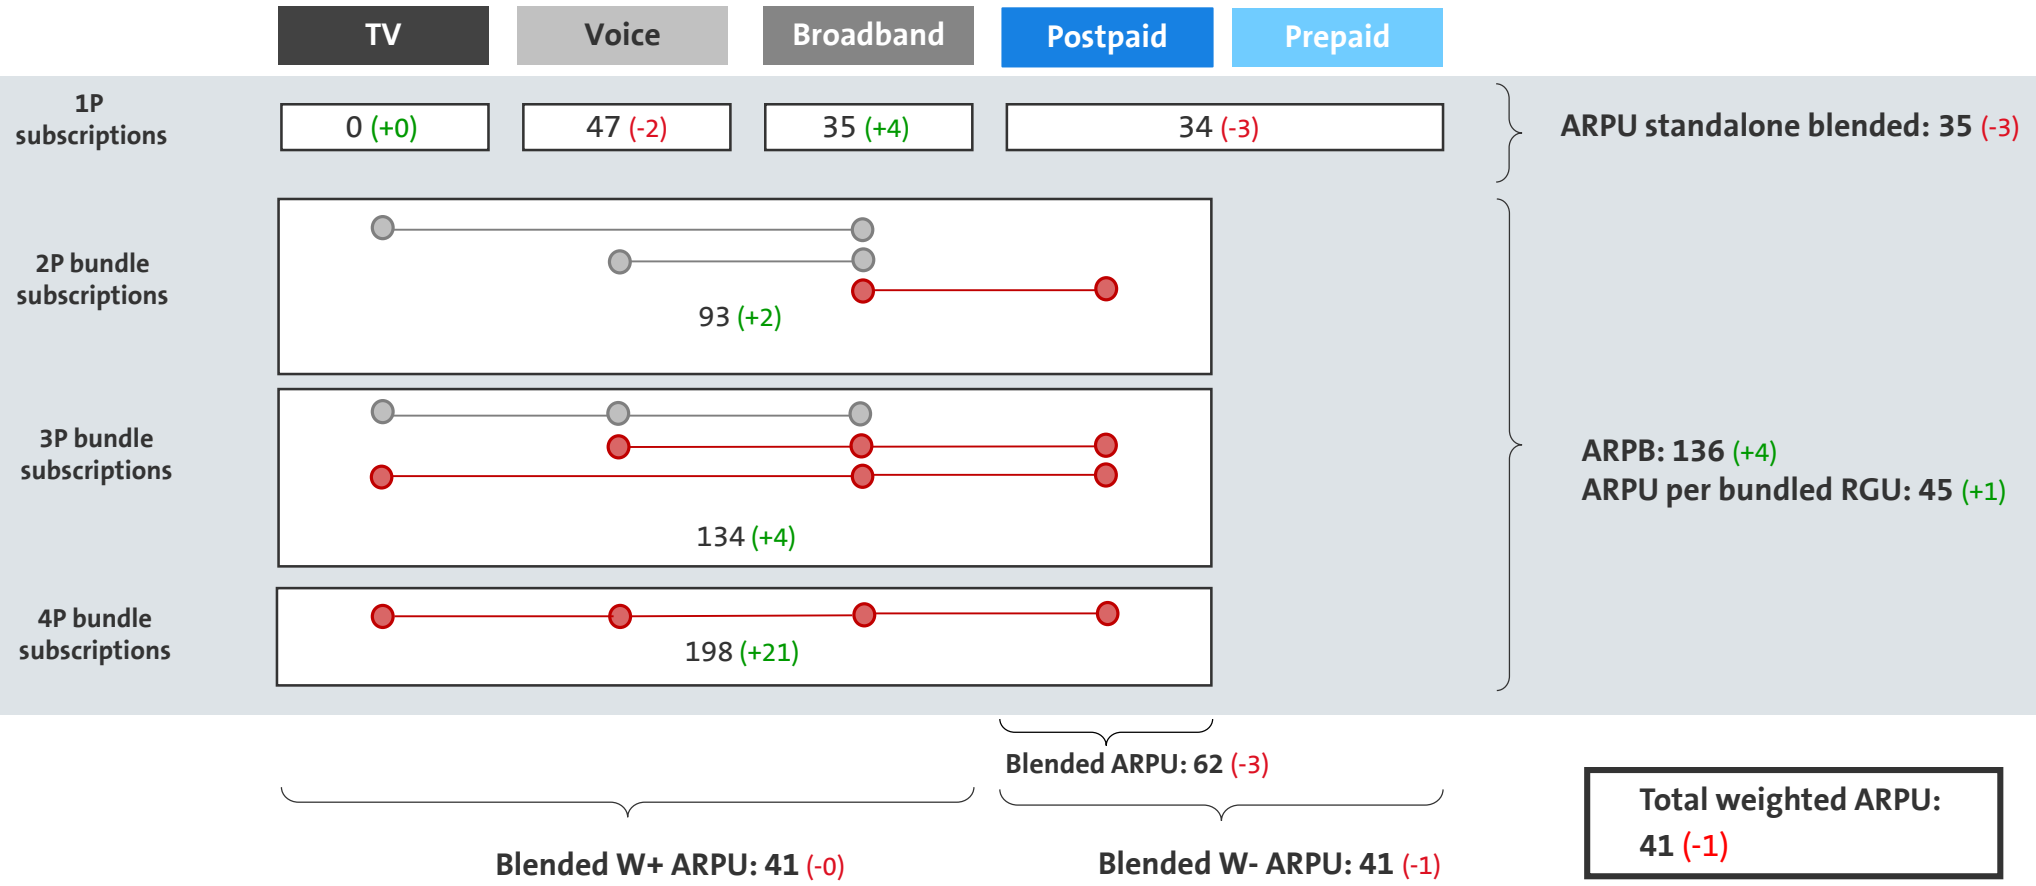 TV
Voice
Broadband
Postpaid
Prepaid
1P
subscriptions
0 (+0)
47 (-2)
35 (+4)
34 (-3)
ARPU standalone blended: 35 (-3)
2P bundle
subscriptions
93 (+2)
3P bundle
subscriptions
134 (+4)
ARPB: 136 (+4)
ARPU per bundled RGU: 45 (+1)
4P bundle
subscriptions
198 (+21)
Blended ARPU: 62 (-3)
Blended W+ ARPU: 41 (-0)
Blended W- ARPU: 41 (-1)
Total weighted ARPU:
41 (-1)